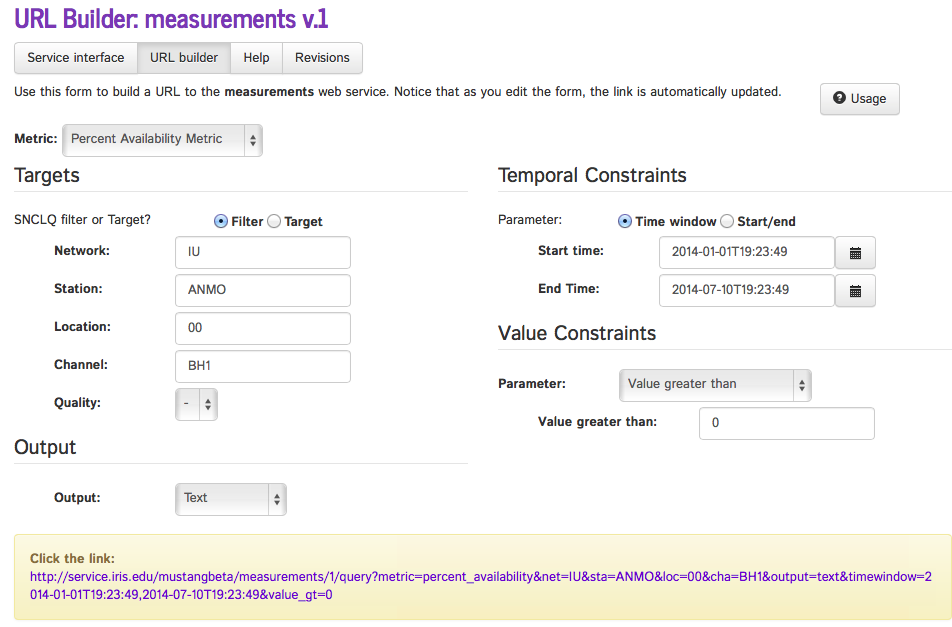 URL Builder: measurements v.1
Service interface URL builder Help Revisions
Use this form to build a URL to the measurements web service. Notice that as you edit the form, the link is automatically updated.
Usage
Metric: Percent Availability Metric
Targets
SNCLQ filter or Target? Filter Target
Network: IU
Station: ANMO
Location: 00
Channel: BH1
Quality: -
Output
Output: Text
Temporal Constraints
Parameter: Time window Start/end
Start time: 2014-01-01T19:23:49
End Time: 2014-07-10T19:23:49
Value Constraints
Parameter: Value greater than
Value greater than: 0
Click the link:
http://service.iris.edu/mustangbeta/measurements/1/query?metric=percent_availability&net=IU&sta=ANMO&loc=00&cha=BH1&output=text&timewindow=2
014-01-01T19:23:49,2014-07-10T19:23:49&value_gt=0